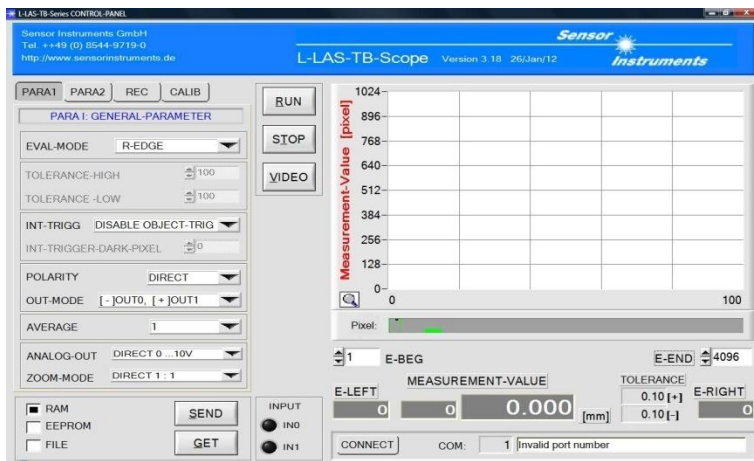 L-LAS-TB-Series CONTROL-PANEL
Sensor Instruments GmbH
Tel. ++49 (0) 8544-9719-0
http://www.sensorinstruments.de
L-LAS-TB-Scope Version 3.18 26/Jan/12
Sensor
Instruments
PARA1 PARA2 REC CALIB
PARA I: GENERAL-PARAMETER
EVAL-MODE R-EDGE
TOLERANCE-HIGH 100
TOLERANCE -LOW 100
INT-TRIGG DISABLE OBJECT-TRIG
INT-TRIGGER-DARK-PIXEL 0
POLARITY DIRECT
OUT-MODE [ - ]OUT0, [ + ]OUT1
AVERAGE 1
ANALOG-OUT DIRECT 0 ...10V
ZOOM-MODE DIRECT 1 : 1
RAM
EEPROM
FILE
SEND
GET
RUN
STOP
VIDEO
INPUT
IN0
IN1
Measurement-Value [pixel]
1024
896
768
640
512
384
256
128
0
0 100
Pixel:
1 E-BEG E-END 4096
MEASUREMENT-VALUE TOLERANCE
E-LEFT 0.10 [+] E-RIGHT
0 0 0.000 [mm] 0.10 [-] 0
CONNECT COM: 1 Invalid port number